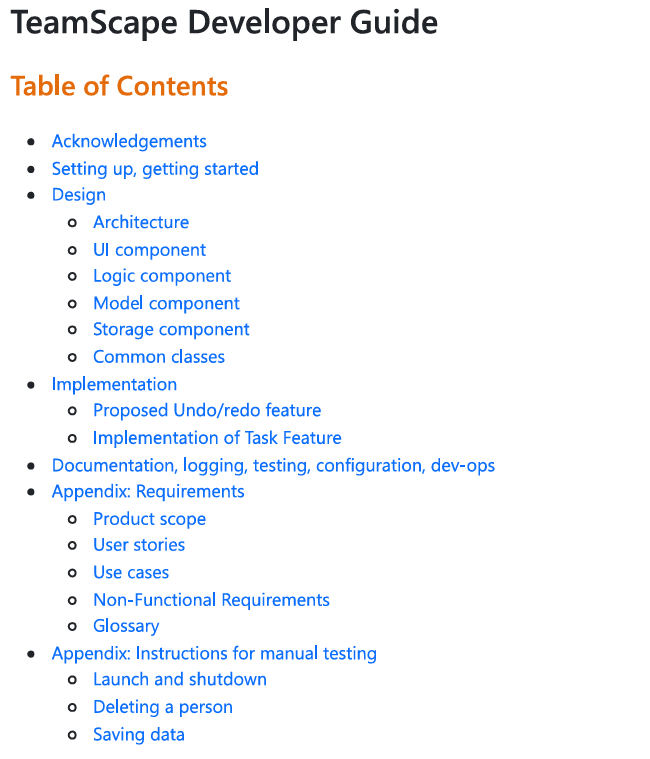 TeamScape Developer Guide
Table of Contents
Acknowledgements
Setting up, getting started
Design
Architecture
UI component
Logic component
Model component
Storage component
Common classes
Implementation
Proposed Undo/redo feature
Implementation of Task Feature
Documentation, logging, testing, configuration, dev-ops
Appendix: Requirements
Product scope
User stories
Use cases
Non-Functional Requirements
Glossary
Appendix: Instructions for manual testing
Launch and shutdown
Deleting a person
Saving data